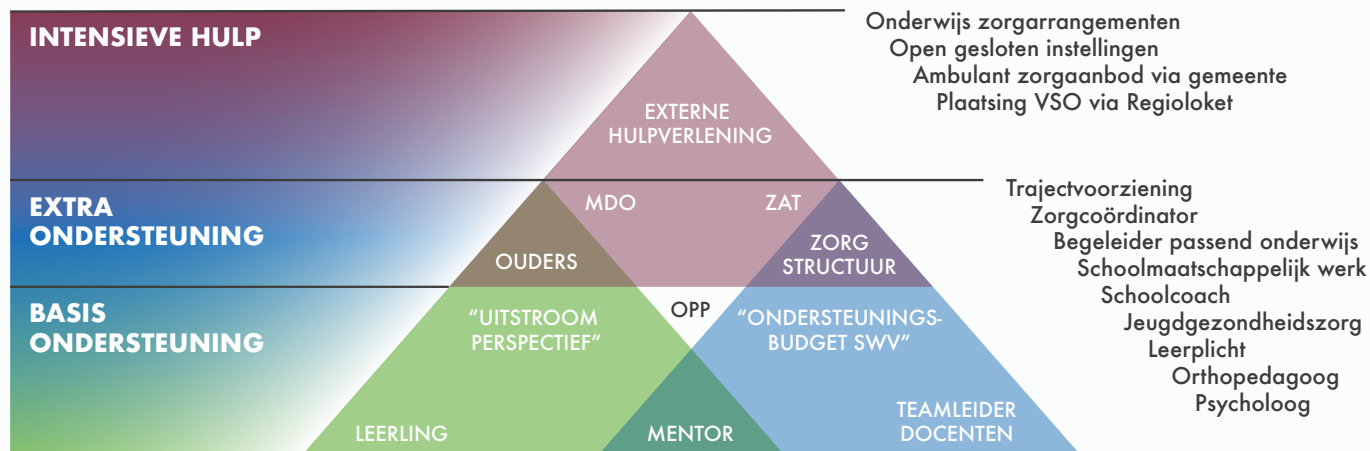 INTENSIEVE HULP
EXTERNE
HULPVERLENING
Onderwijs zorgarrangementen
Open gesloten instellingen
Ambulant zorgaanbod via gemeente
Plaatsing VSO via Regioloket
EXTRA
ONDERSTEUNING
MDO
ZAT
OUDERS
ZORG
STRUCTUUR
Trajectvoorziening
Zorgcoördinator
Begeleider passend onderwijs
Schoolmaatschappelijk werk
Schoolcoach
Jeugdgezondheidszorg
Leerplicht
Orthopedagoog
Psycholoog
BASIS
ONDERSTEUNING
“UITSTROOM
PERSPECTIEF”
OPP
“ONDERSTEUNINGS-
BUDGET SWV”
LEERLING
MENTOR
TEAMLEIDER
DOCENTEN